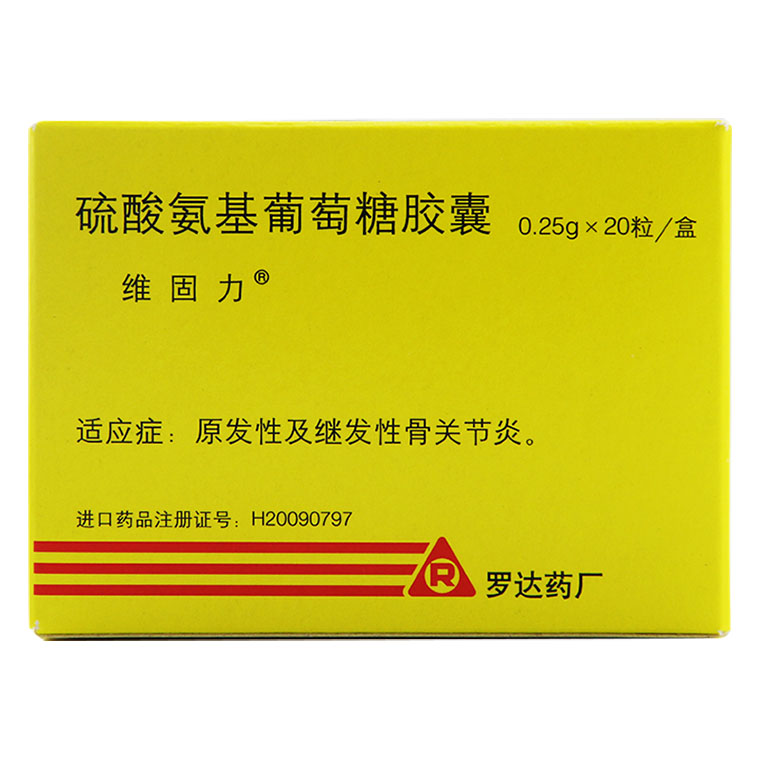 硫酸氨基葡萄糖胶囊 0.25g×20粒/盒
维固力®
适应症：原发性及继发性骨关节炎。
进口药品注册证号：H20090797
R 罗达药厂